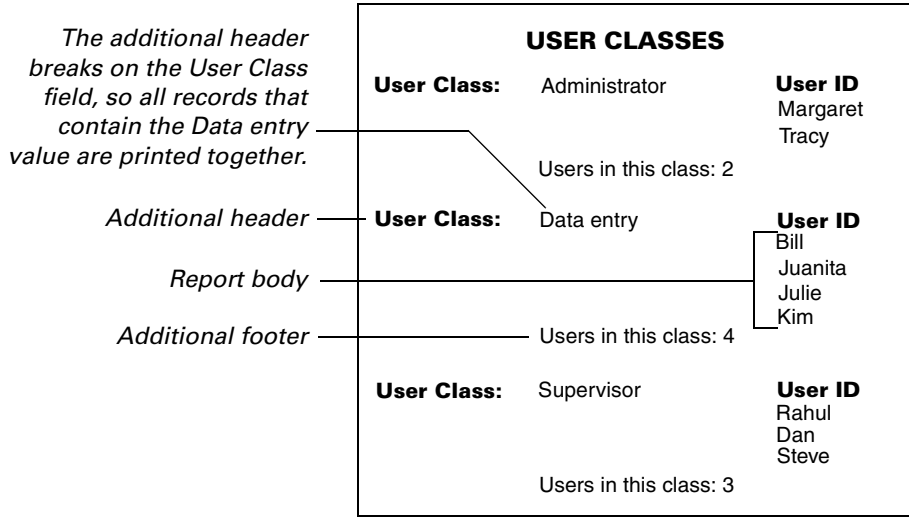 The additional header
breaks on the User Class
field, so all records that
contain the Data entry
value are printed together.
Additional header
Report body
Additional footer
USER CLASSES
User Class: Administrator User ID
Margaret
Tracy
Users in this class: 2
User Class: Data entry User ID
Bill
Juanita
Julie
Kim
Users in this class: 4
User Class: Supervisor User ID
Rahul
Dan
Steve
Users in this class: 3